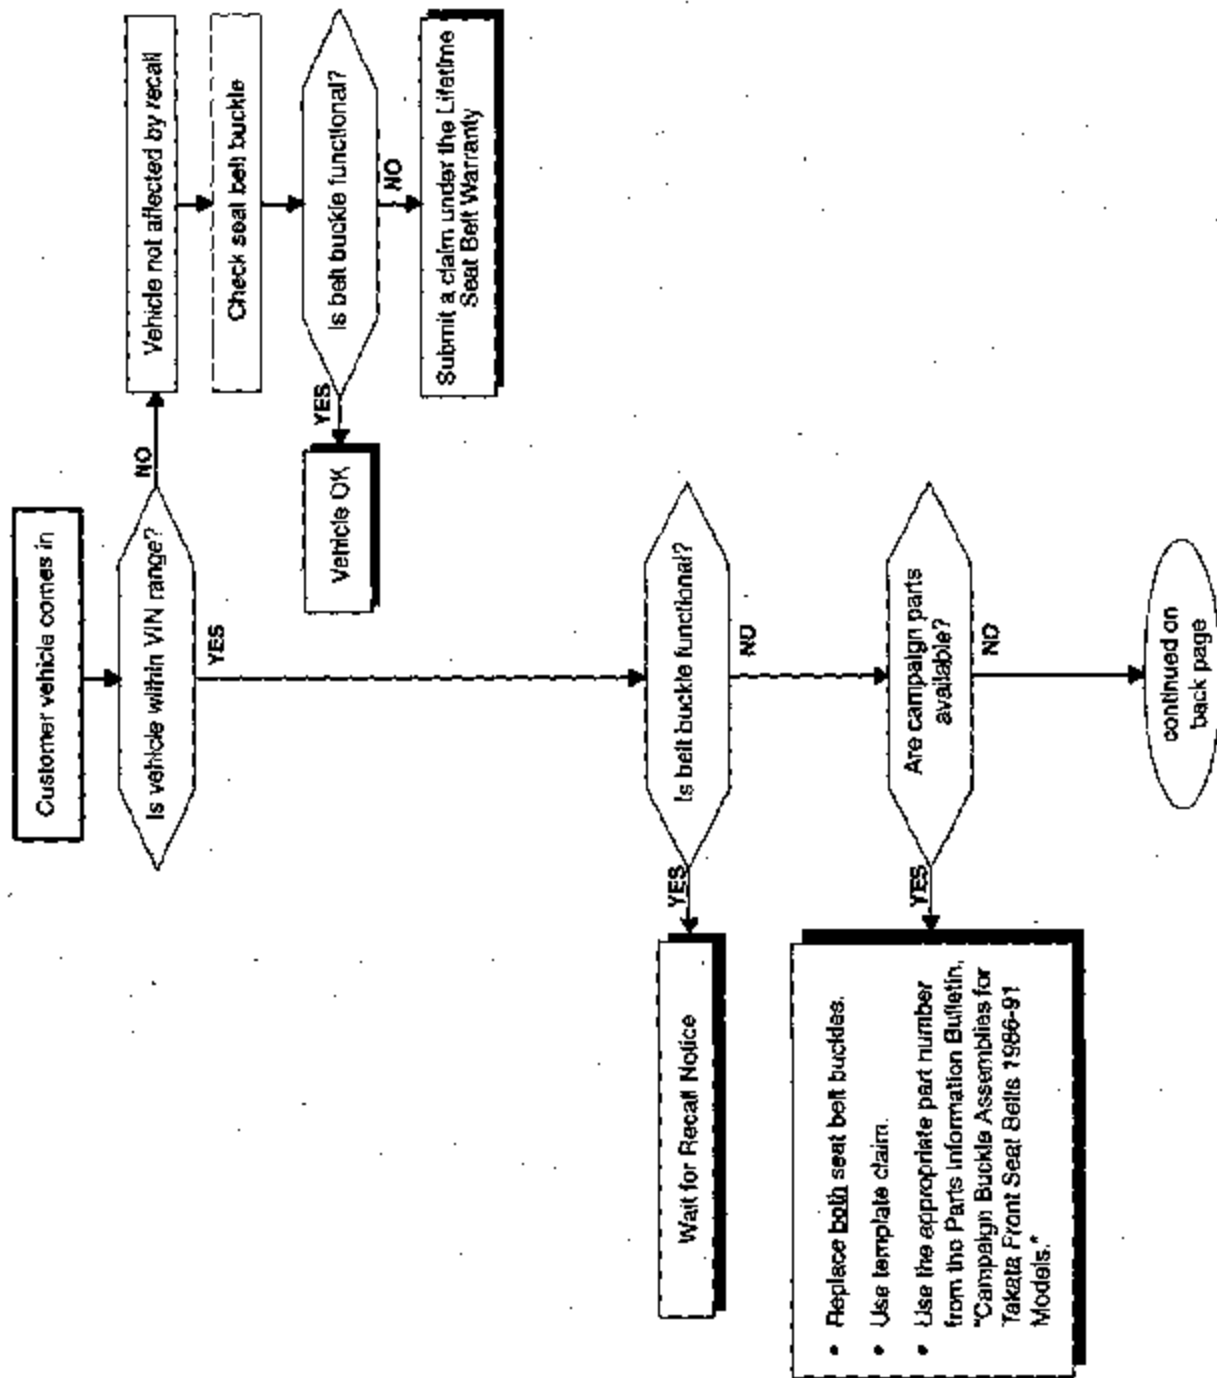 Customer vehicle comes in
Is vehicle within VIN range?
NO
YES
Vehicle not affected by recall
Check seat belt buckle
Is belt buckle functional?
YES
NO
Vehicle OK
Submit a claim under the Lifetime
Seat Belt Warranty
Is belt buckle functional?
YES
NO
Wait for Recall Notice
Are campaign parts
available?
YES
NO
• Replace both seat belt buckles.
• Use template claim.
• Use the appropriate part number
from the Parts Information Bulletin,
"Campaign Buckle Assemblies for
Takata Front Seat Belts 1986-91
Models."
continued on
back page